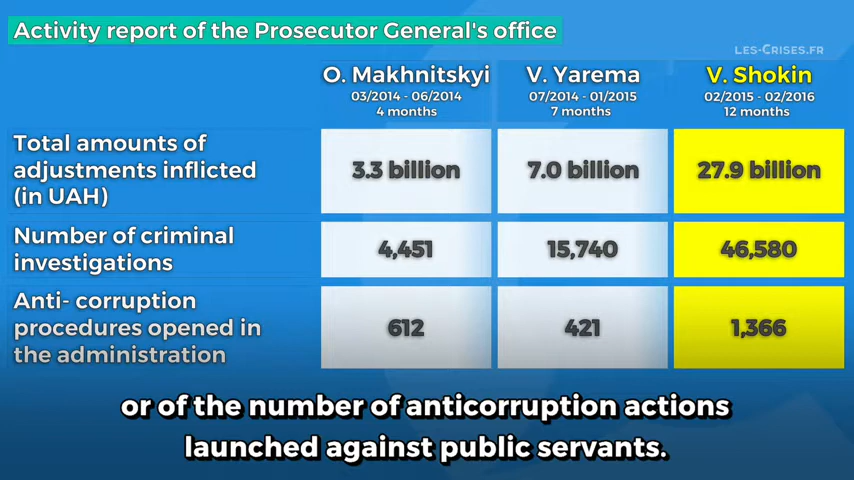 Activity report of the Prosecutor General's office
LES-CRISES.FR
O. Makhnitskyi
03/2014 - 06/2014
4 months
V. Yarema
07/2014 - 01/2015
7 months
V. Shokin
02/2015 - 02/2016
12 months
Total amounts of
adjustments inflicted
(in UAH)
3.3 billion
7.0 billion
27.9 billion
Number of criminal
investigations
4,451
15,740
46,580
Anti- corruption
procedures opened in
the administration
612
421
1,366
or of the number of anticorruption actions
launched against public servants.